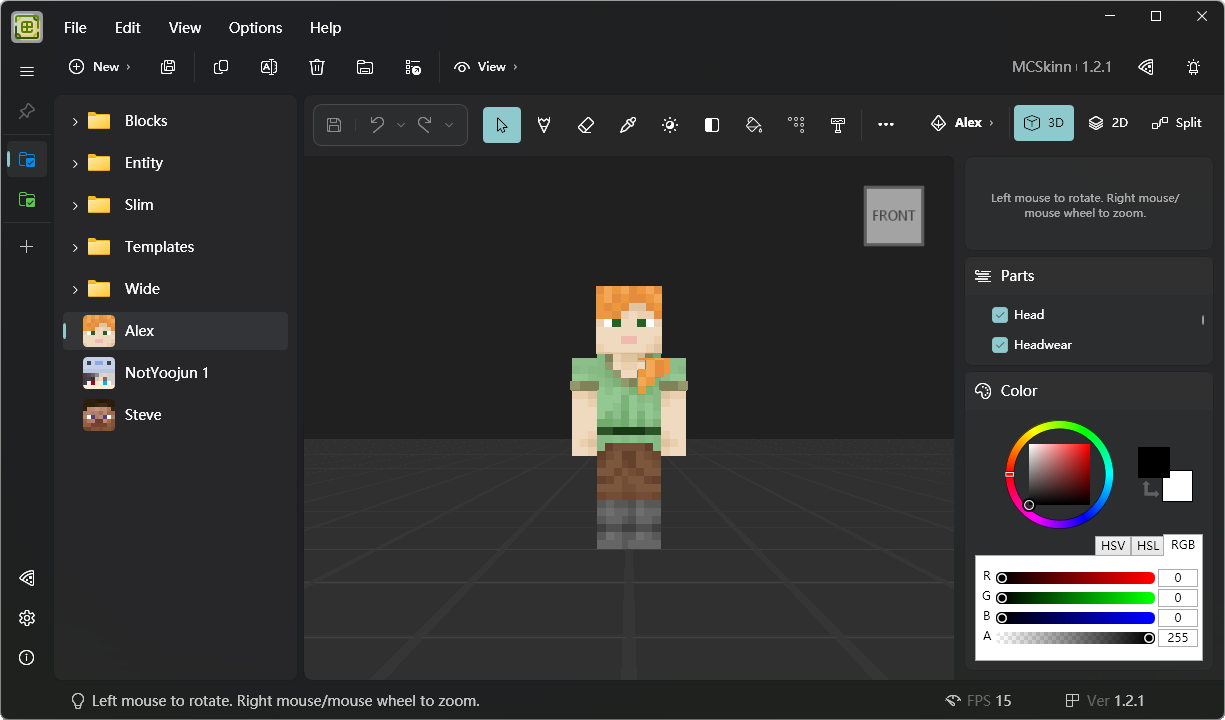 File Edit View Options Help
New View MCSkinn 1.2.1
Blocks
Entity
Slim
Templates
Wide
Alex
NotYoojun 1
Steve
Alex 3D 2D Split
FRONT
Left mouse to rotate. Right mouse/
mouse wheel to zoom.
Parts
Head
Headwear
Color
HSV HSL RGB
R 0
G 0
B 0
A 255
Left mouse to rotate. Right mouse/mouse wheel to zoom.
FPS 15 Ver 1.2.1